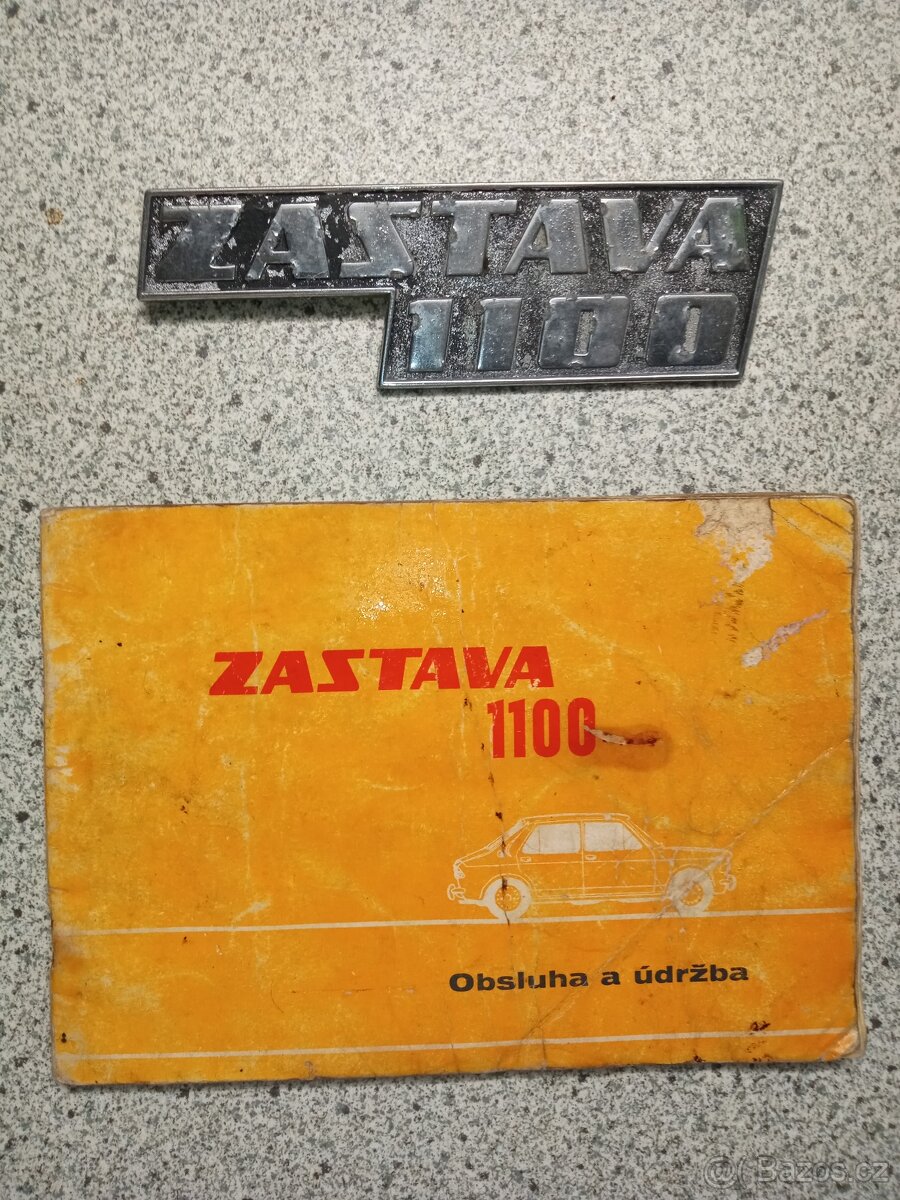 ZASTAVA
1100
ZASTAVA
1100
Obsluha a údržba
Bazos.cz